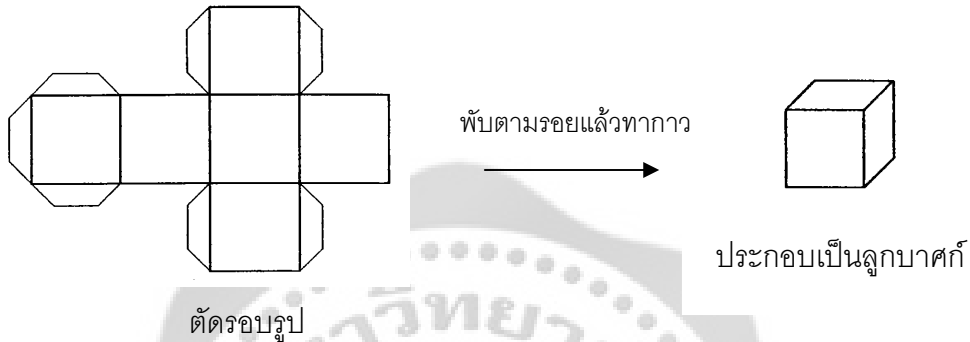 พับตามรอยแล้วทากาว
ประกอบเป็นลูกบาศก์
ตัดรอบรูป